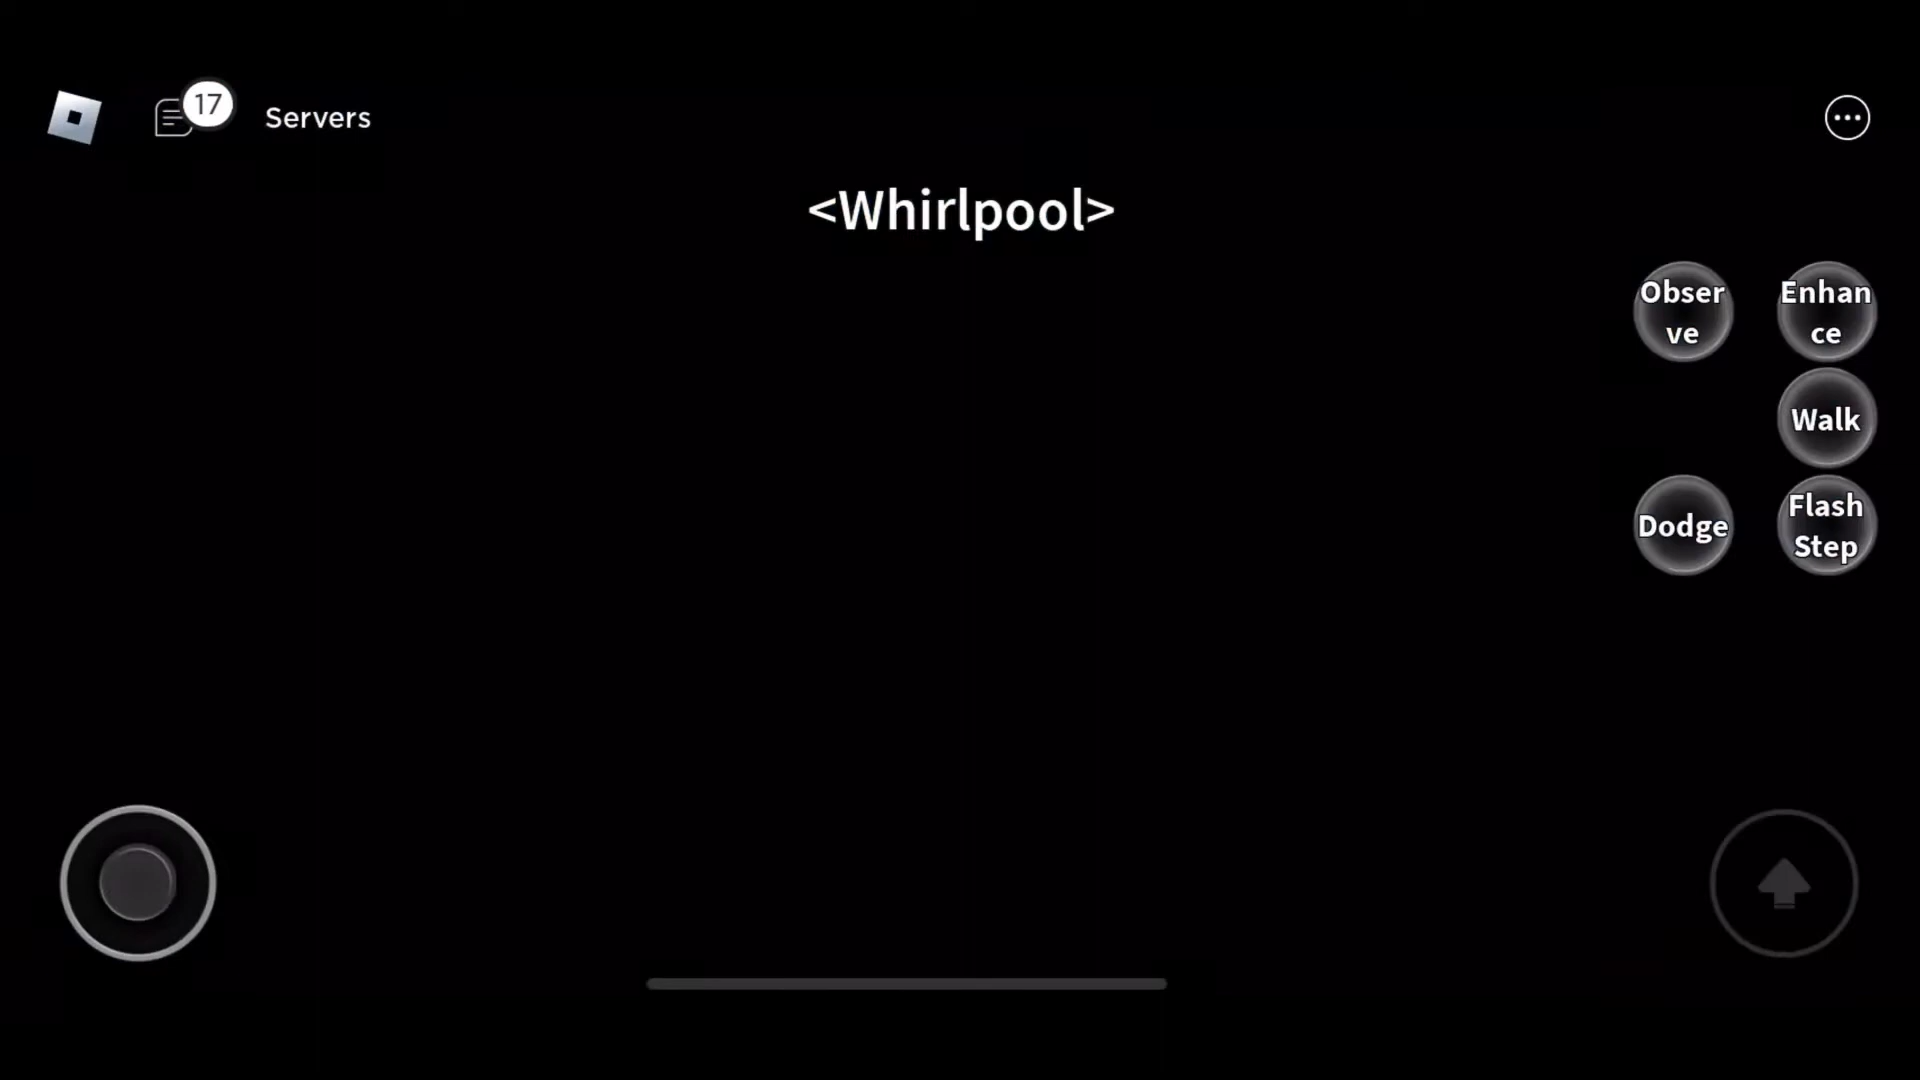 17
Servers
<Whirlpool>
Obser
ve
Enhan
ce
Walk
Dodge
Flash
Step